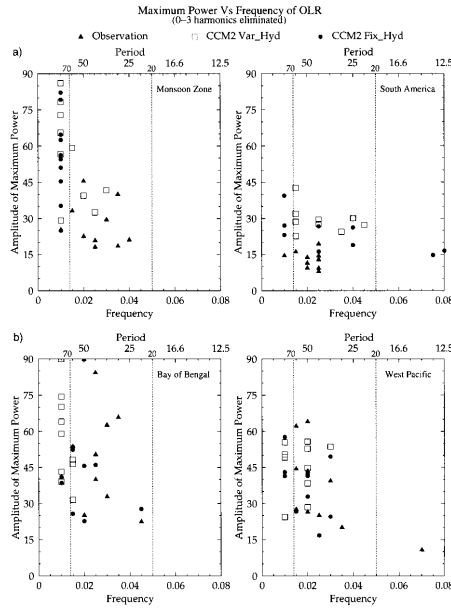 Maximum Power Vs Frequency of OLR
(0-3 harmonics eliminated)
Observation CCM2 Var_Hyd CCM2 Fix_Hyd
a)
Period Period
70 25 20 16.6 12.5 70 25 20 16.6 12.5
Monsoon Zone South America
Amplitude of Maximum Power
90
75
60
45
30
15
0
0 0.02 0.04 0.06 0.08
Frequency
Amplitude of Maximum Power
90
75
60
45
30
15
0
0 0.02 0.04 0.06 0.08
Frequency
b)
Period Period
70 25 20 16.6 12.5 70 25 20 16.6 12.5
Bay of Bengal West Pacific
Amplitude of Maximum Power
90
75
60
45
30
15
0
0 0.02 0.04 0.06 0.08
Frequency
Amplitude of Maximum Power
90
75
60
45
30
15
0
0 0.02 0.04 0.06 0.08
Frequency